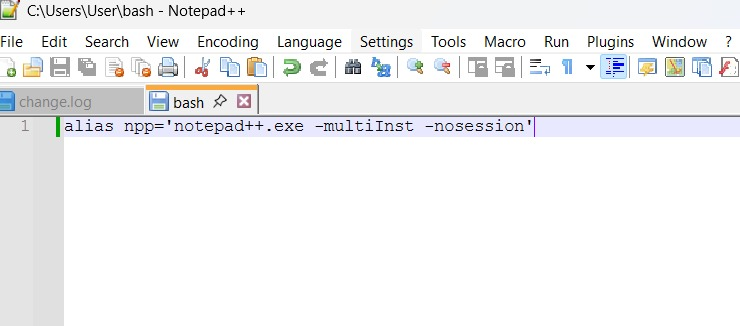 C:\Users\User\bash - Notepad++
File Edit Search View Encoding Language Settings Tools Macro Run Plugins Window ?
change.log bash
1 alias npp='notepad++.exe -multiInst -nosession'